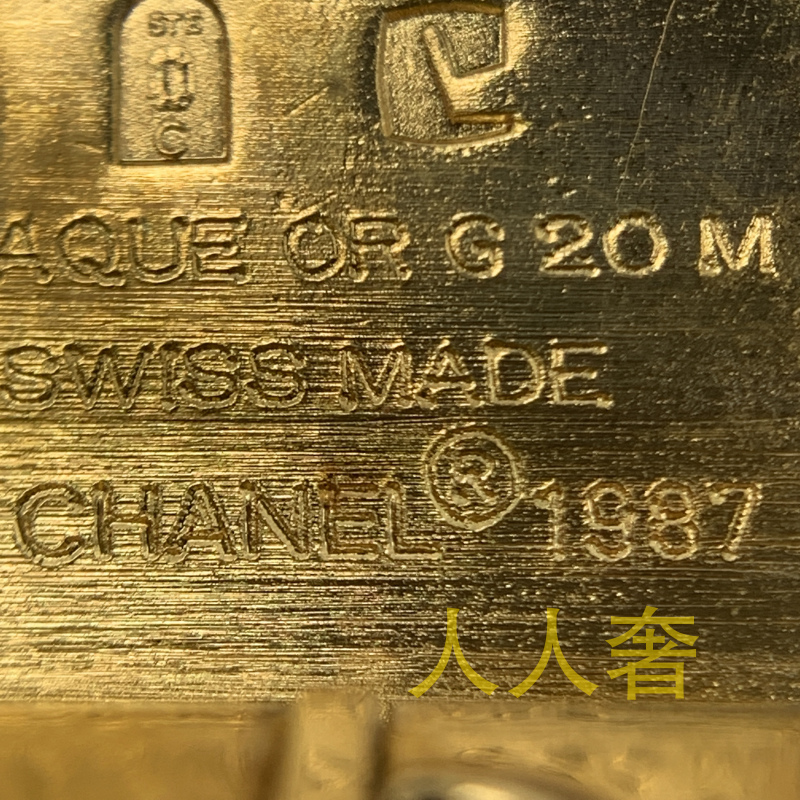 C
AQUE OR G 20 M
SWISS MADE
CHANEL® 1987
人人奢